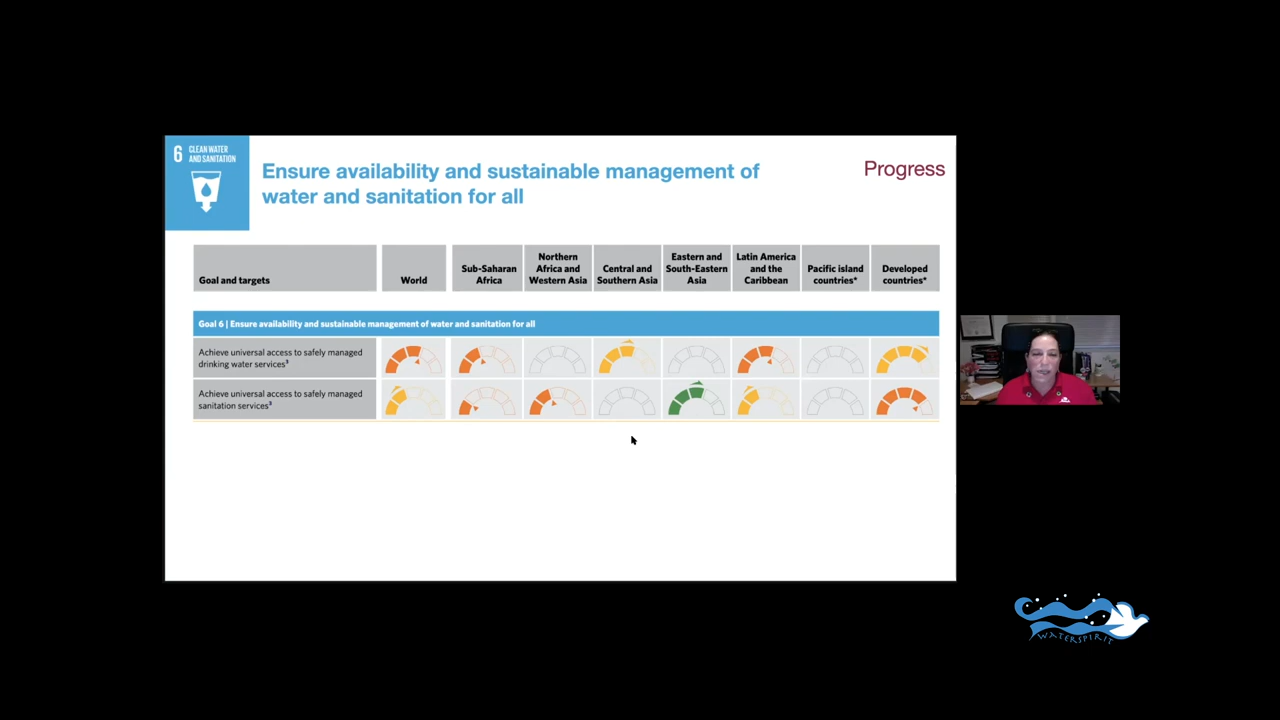 6 CLEAN WATER
AND SANITATION
Ensure availability and sustainable management of
water and sanitation for all
Progress
Goal and targets
World
Sub-Saharan
Africa
Northern
Africa and
Western Asia
Central and
Southern Asia
Eastern and
South-Eastern
Asia
Latin America
and the
Caribbean
Pacific island
countries*
Developed
countries*
Goal 6 | Ensure availability and sustainable management of water and sanitation for all
Achieve universal access to safely managed
drinking water services³
Achieve universal access to safely managed
sanitation services³
WATERSPIRIT